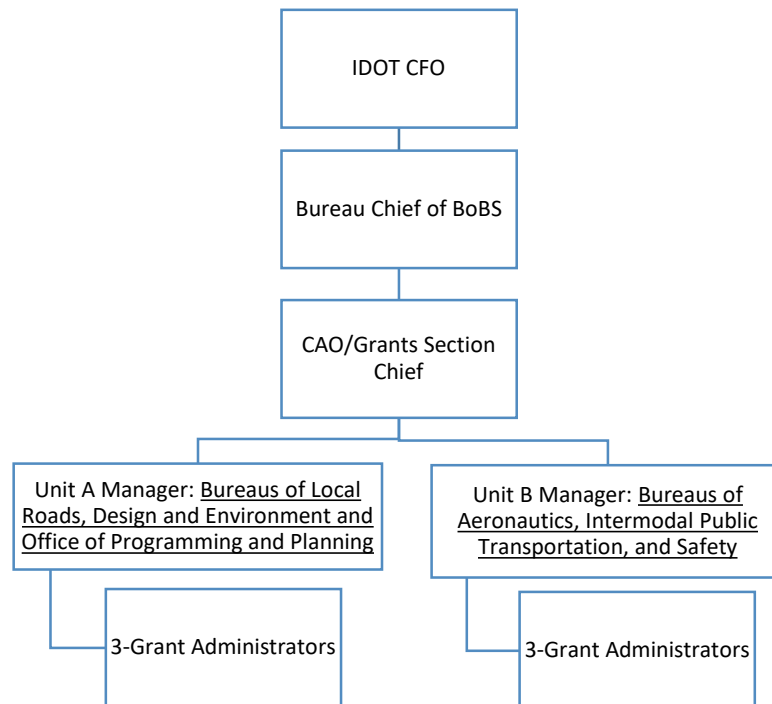 IDOT CFO
Bureau Chief of BoBS
CAO/Grants Section
Chief
Unit A Manager: Bureaus of Local
Roads, Design and Environment and
Office of Programming and Planning
Unit B Manager: Bureaus of
Aeronautics, Intermodal Public
Transportation, and Safety
3-Grant Administrators
3-Grant Administrators